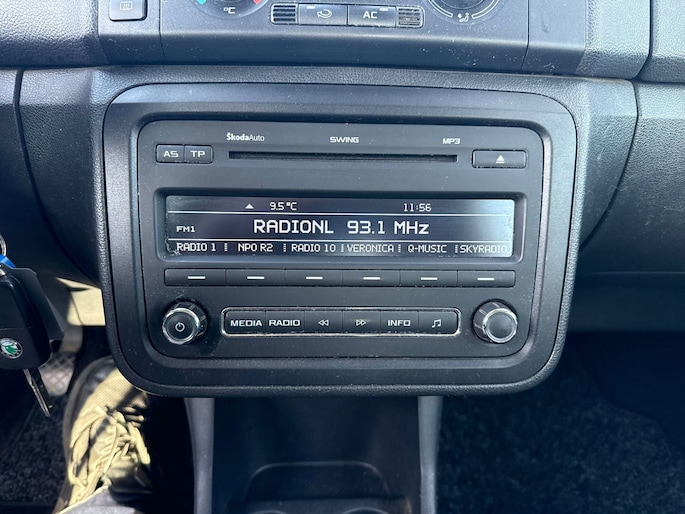 °C
AC
ŠkodaAuto SWING MP3
AS TP
9.5 °C 11:56
FM1 RADIONL 93.1 MHz
RADIO 1 NPO R2 RADIO 10 VERONICA Q-MUSIC SKYRADIO
MEDIA RADIO INFO